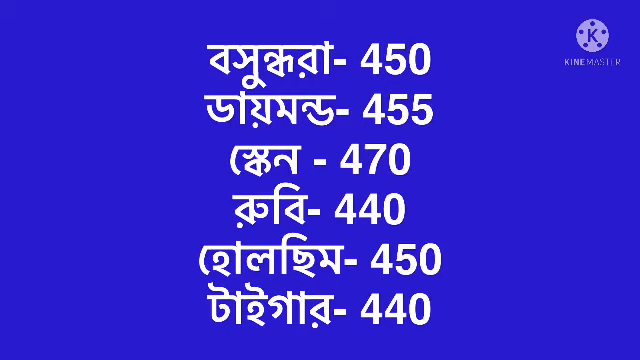 বসুন্ধরা- 450
ডায়মন্ড- 455
স্কেন - 470
রুবি- 440
হোলছিম- 450
টাইগার- 440
K
KINEMASTER